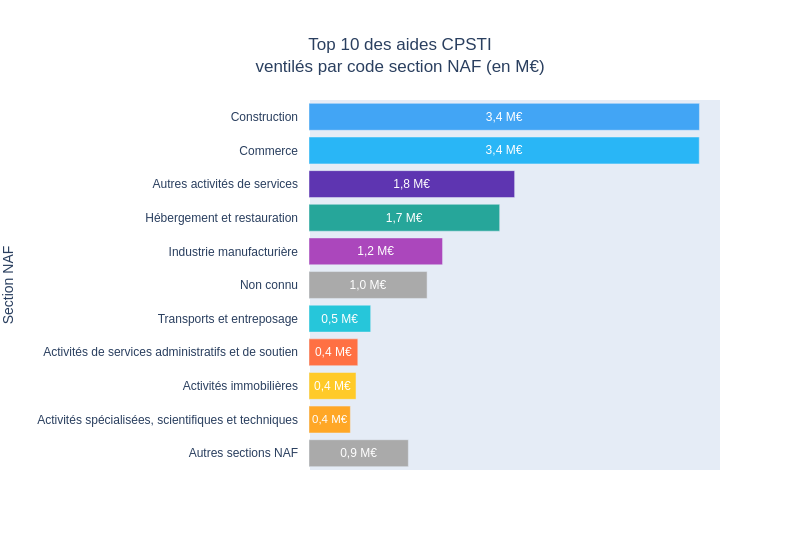 Top 10 des aides CPSTI
ventilés par code section NAF (en M€)
Section NAF
Construction 3,4 M€
Commerce 3,4 M€
Autres activités de services 1,8 M€
Hébergement et restauration 1,7 M€
Industrie manufacturière 1,2 M€
Non connu 1,0 M€
Transports et entreposage 0,5 M€
Activités de services administratifs et de soutien 0,4 M€
Activités immobilières 0,4 M€
Activités spécialisées, scientifiques et techniques 0,4 M€
Autres sections NAF 0,9 M€